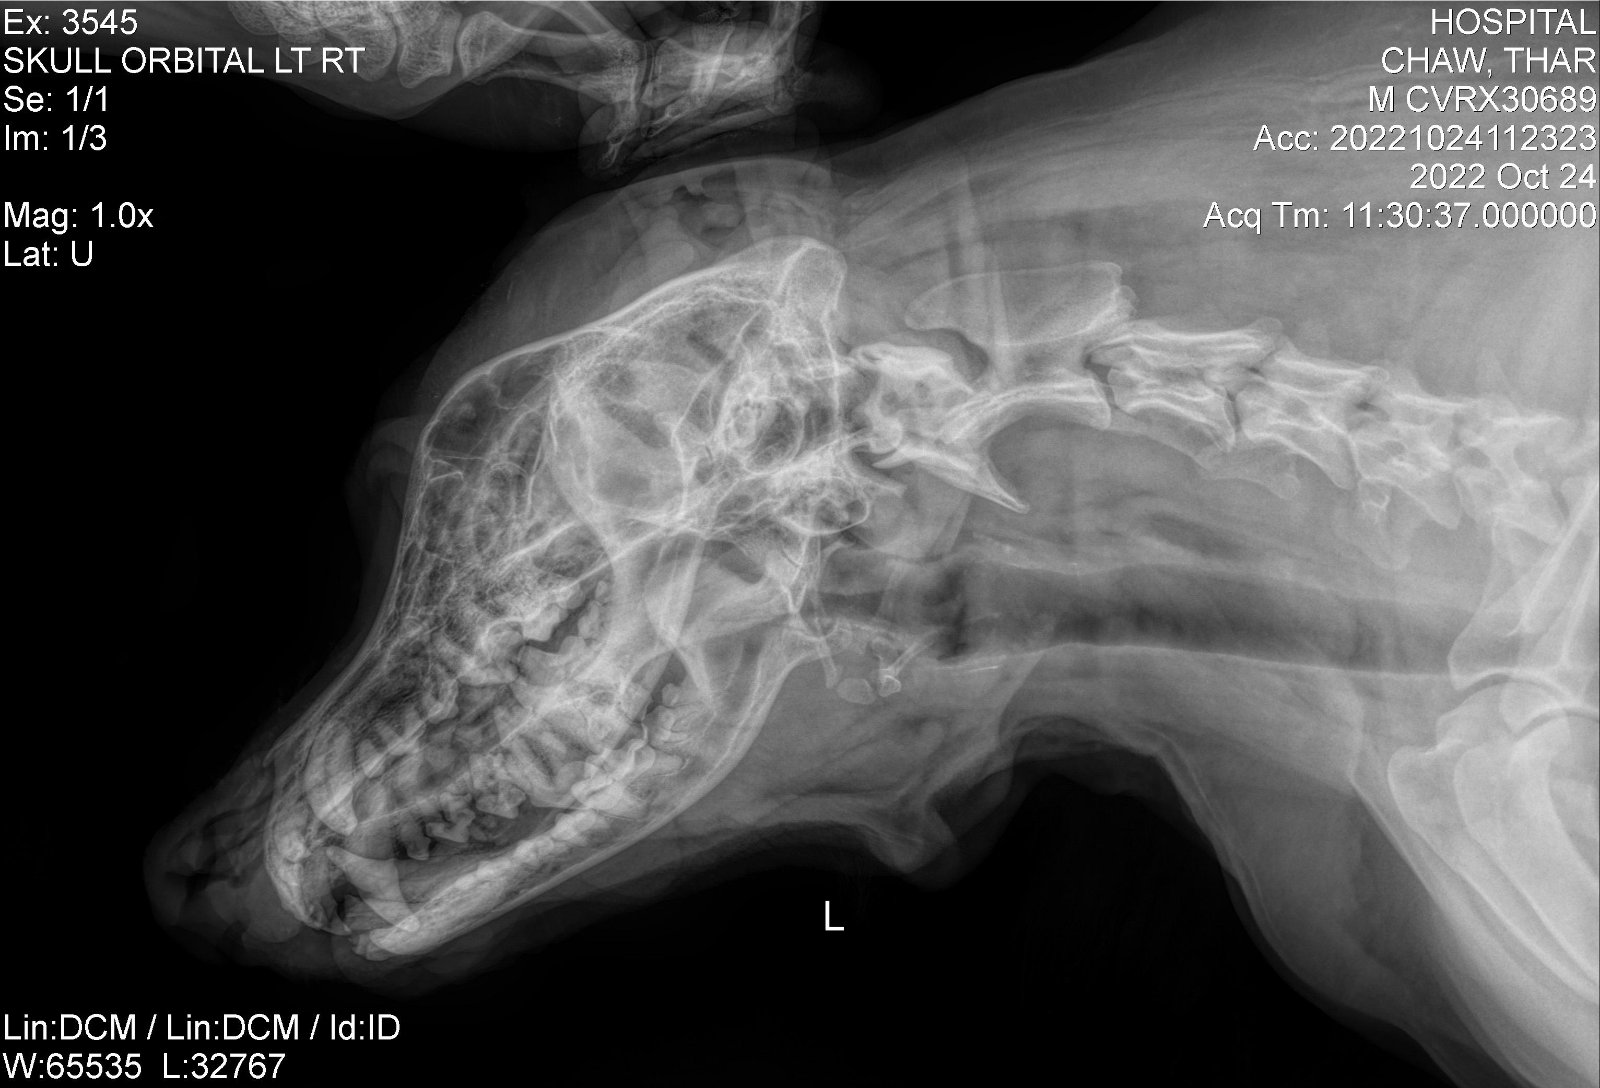 Ex: 3545
SKULL ORBITAL LT RT
Se: 1/1
Im: 1/3
Mag: 1.0x
Lat: U
HOSPITAL
CHAW, THAR
M CVRX30689
Acc: 20221024112323
2022 Oct 24
Acq Tm: 11:30:37.000000
L
Lin:DCM / Lin:DCM / Id:ID
W:65535 L:32767